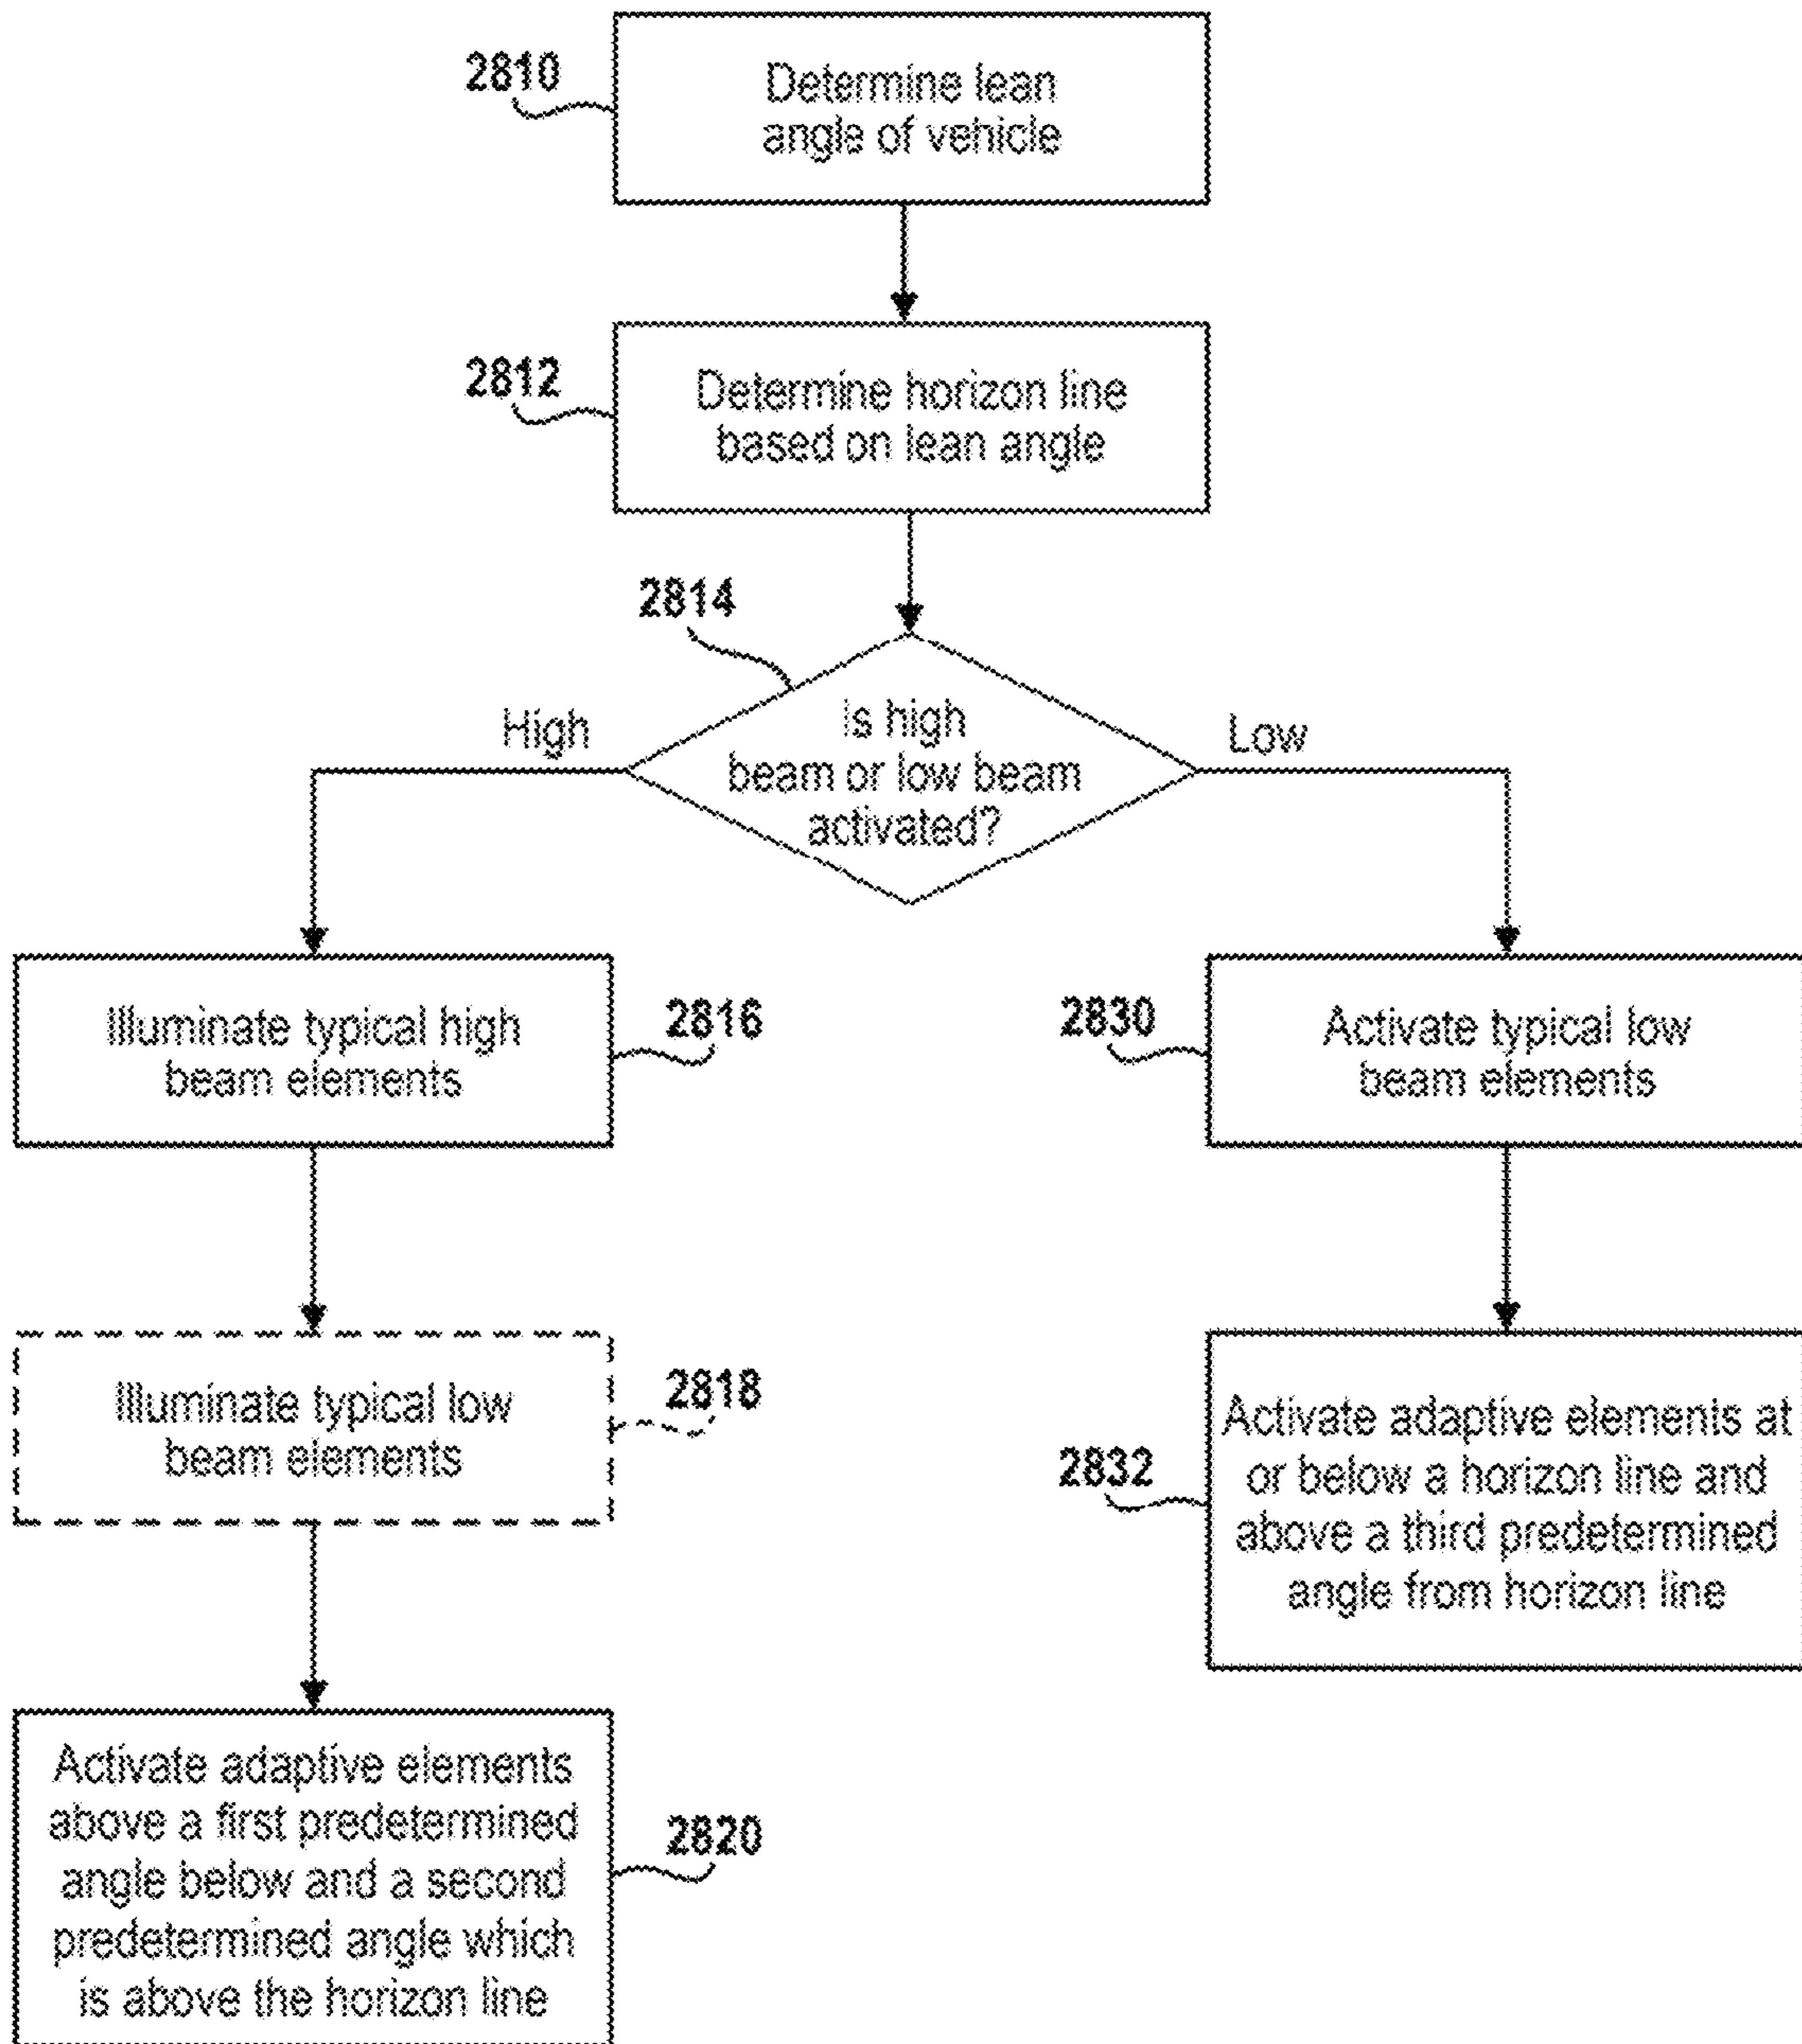 2810
Determine lean
angle of vehicle
2812
Determine horizon line
based on lean angle
2814
High
Is high
beam or low beam
activated?
Low
Illuminate typical high
beam elements
2816
2830
Activate typical low
beam elements
Illuminate typical low
beam elements
2818
2832
Activate adaptive elements at
or below a horizon line and
above a third predetermined
angle from horizon line
Activate adaptive elements
above a first predetermined
angle below and a second
predetermined angle which
is above the horizon line
2820